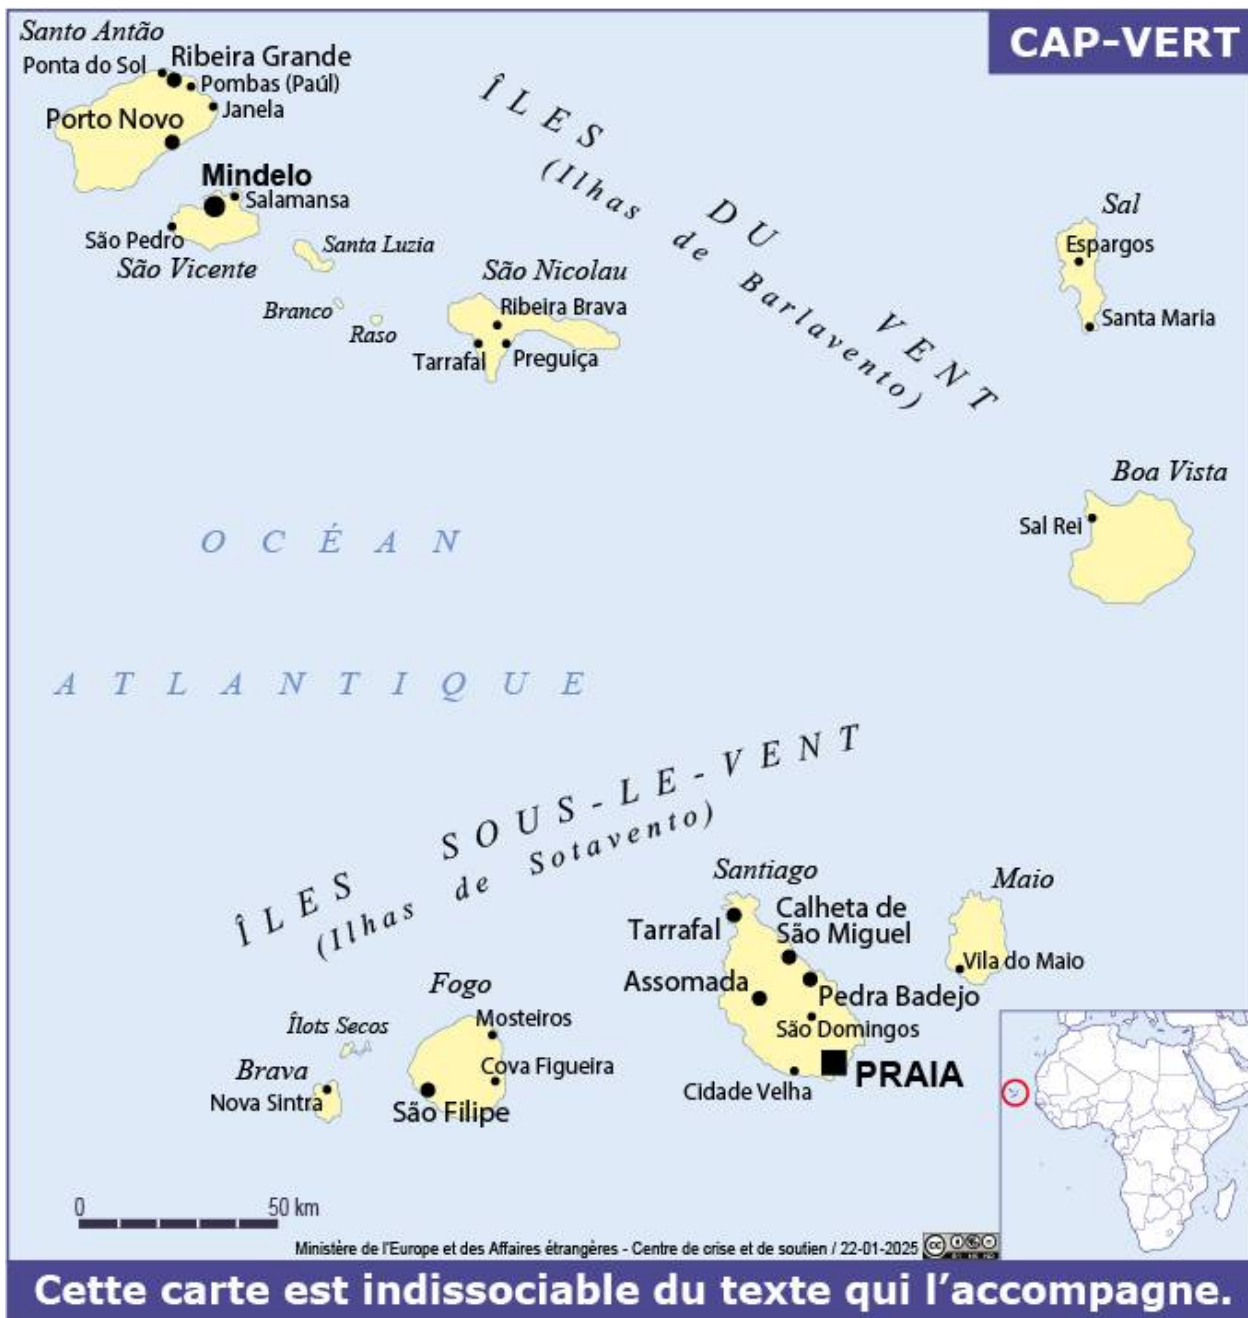 CAP-VERT
Santo Antão
Ponta do Sol
Ribeira Grande
Pombas (Paúl)
Janela
Porto Novo
Mindelo
Salamansa
São Pedro
São Vicente
Santa Luzia
Branco
Raso
São Nicolau
Ribeira Brava
Tarrafal
Preguiça
ÎLES DU VENT
(Ilhas de Barlavento)
Sal
Espargos
Santa Maria
Boa Vista
Sal Rei
OCÉAN
ATLANTIQUE
ÎLES SOUS-LE-VENT
(Ilhas de Sotavento)
Santiago
Tarrafal
Calheta de
São Miguel
Assomada
Pedra Badejo
São Domingos
PRAIA
Cidade Velha
Maio
Vila do Maio
Fogo
Mosteiros
Cova Figueira
São Filipe
Îlots Secos
Brava
Nova Sintra
0 50 km
Ministère de l'Europe et des Affaires étrangères - Centre de crise et de soutien / 22-01-2025
cc
Cette carte est indissociable du texte qui l'accompagne.